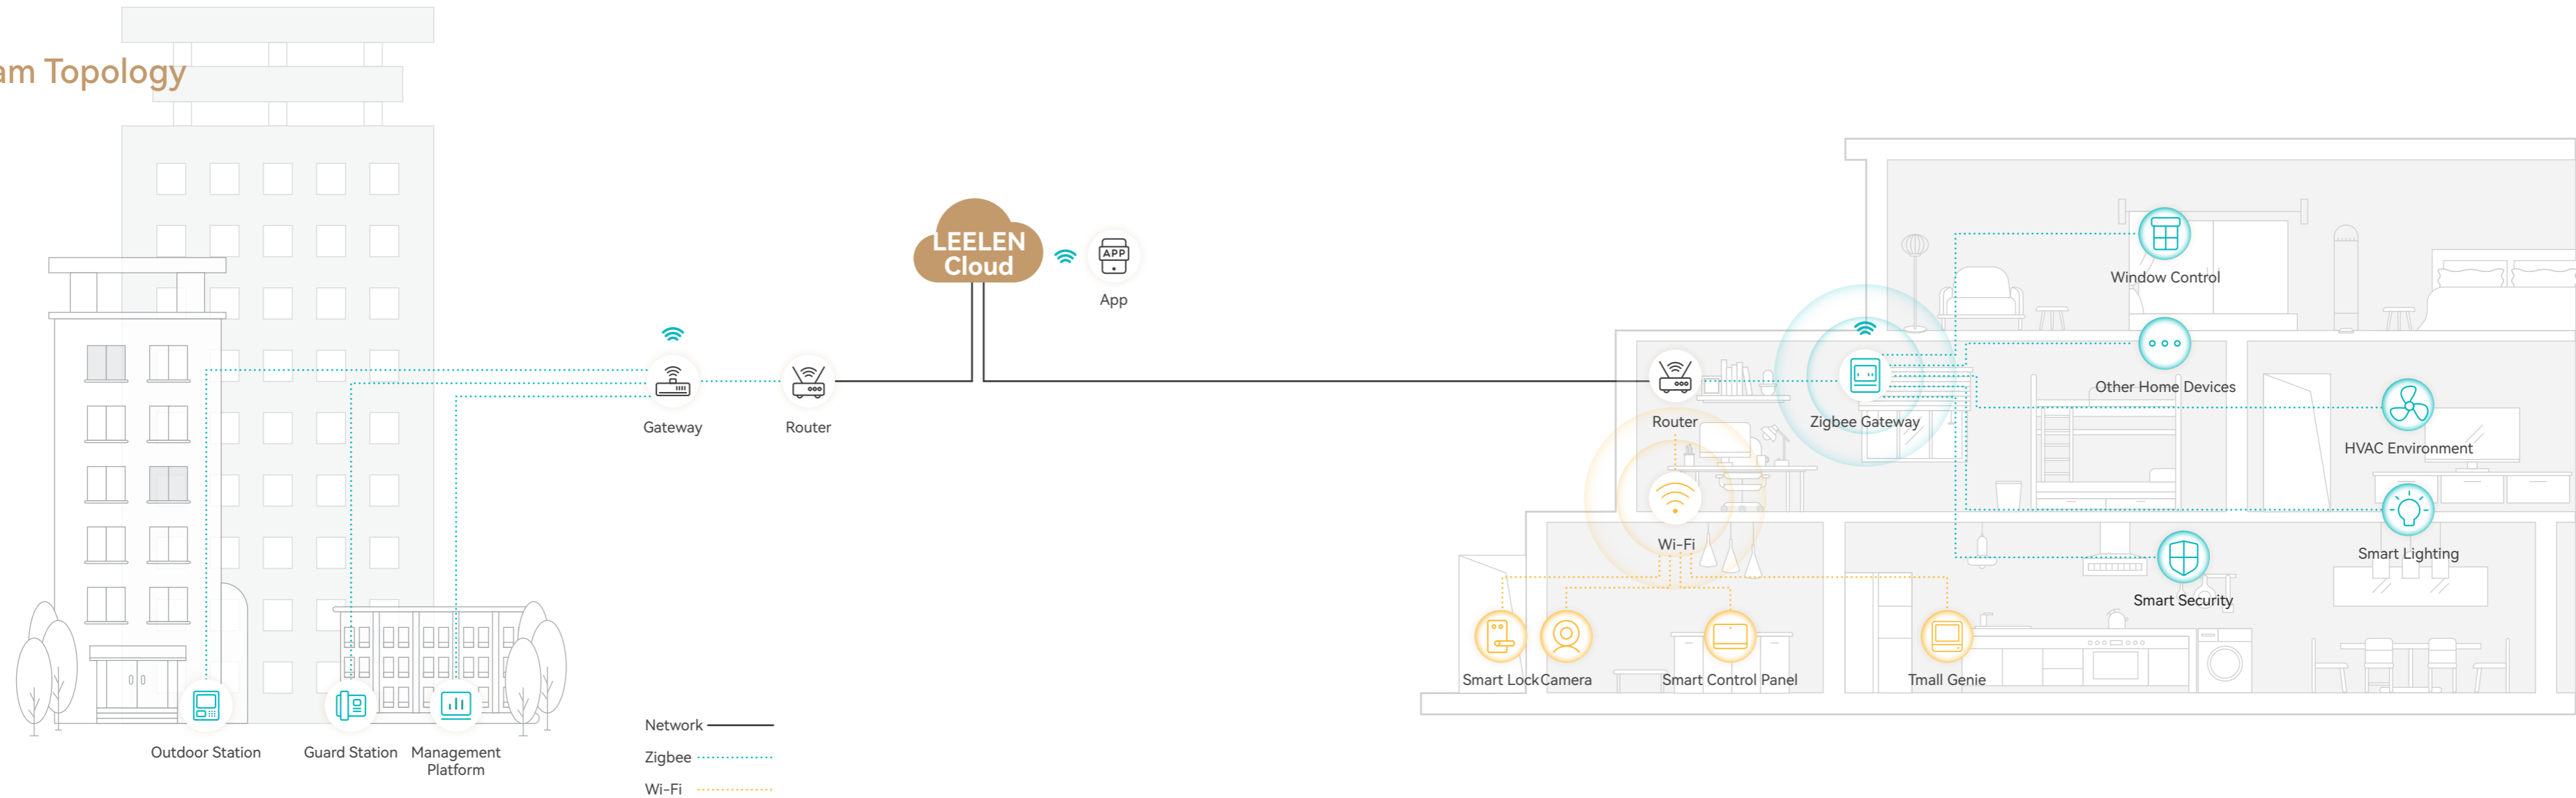 am Topology
LEELEN
Cloud
APP
App
Gateway
Router
Outdoor Station
Guard Station
Management
Platform
Network
Zigbee
Wi-Fi
Router
Zigbee Gateway
Wi-Fi
Window Control
Other Home Devices
HVAC Environment
Smart Lighting
Smart Security
Smart Lock
Camera
Smart Control Panel
Tmall Genie